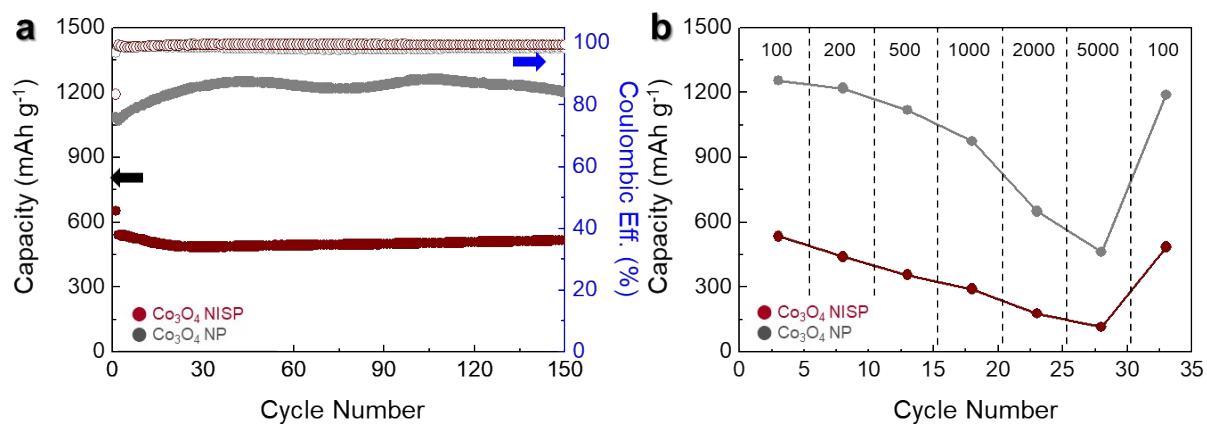 a
1500
1200
900
600
300
0
Capacity (mAh g⁻¹)
100
80
60
40
20
0
Coulombic Eff. (%)
Co₃O₄ NISP
Co₃O₄ NP
30 60 90 120 150
Cycle Number
b
1500
1200
900
600
300
0
Capacity (mAh g⁻¹)
100 200 500 1000 2000 5000 100
Co₃O₄ NISP
Co₃O₄ NP
0 5 10 15 20 25 30 35
Cycle Number